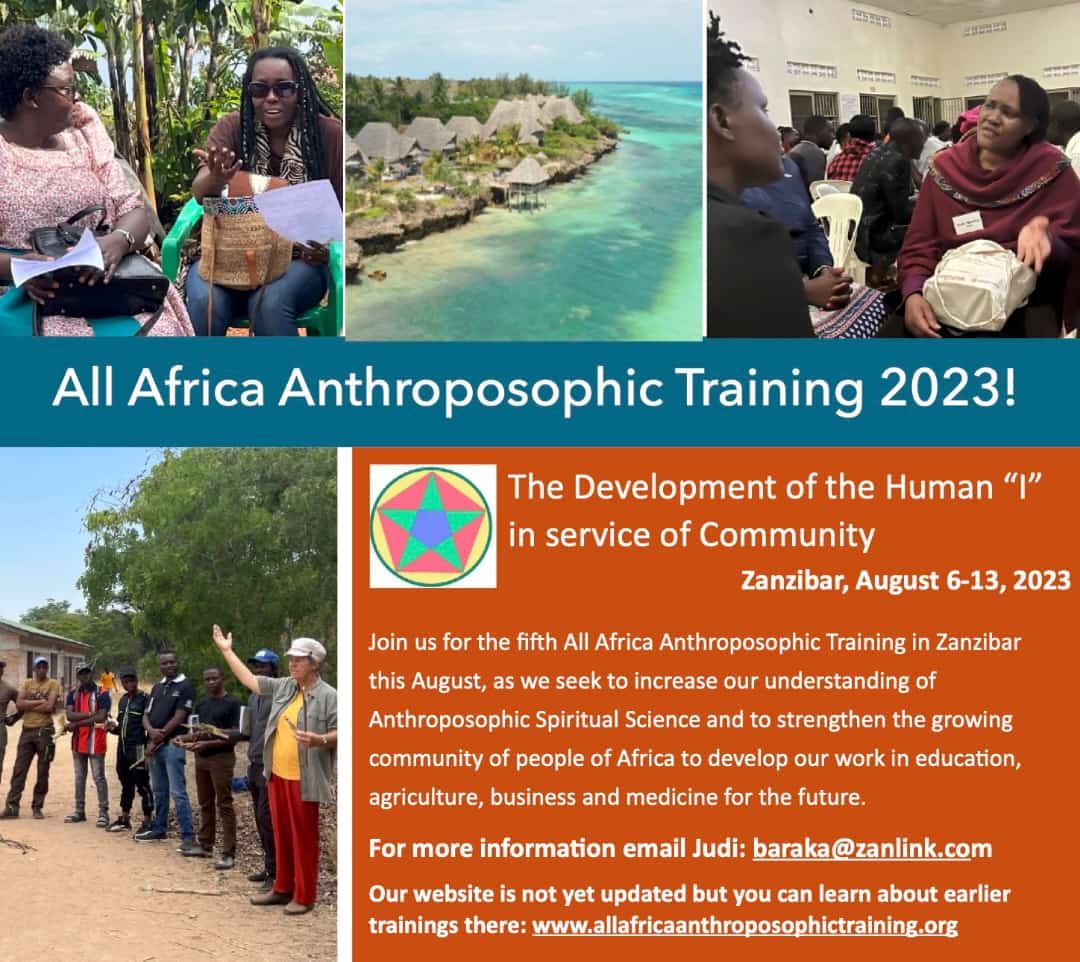 All Africa Anthroposophic Training 2023!
The Development of the Human “I”
in service of Community
Zanzibar, August 6-13, 2023
Join us for the fifth All Africa Anthroposophic Training in Zanzibar
this August, as we seek to increase our understanding of
Anthroposophic Spiritual Science and to strengthen the growing
community of people of Africa to develop our work in education,
agriculture, business and medicine for the future.
For more information email Judi: baraka@zanlink.com
Our website is not yet updated but you can learn about earlier
trainings there: www.allafricaanthroposophictraining.org